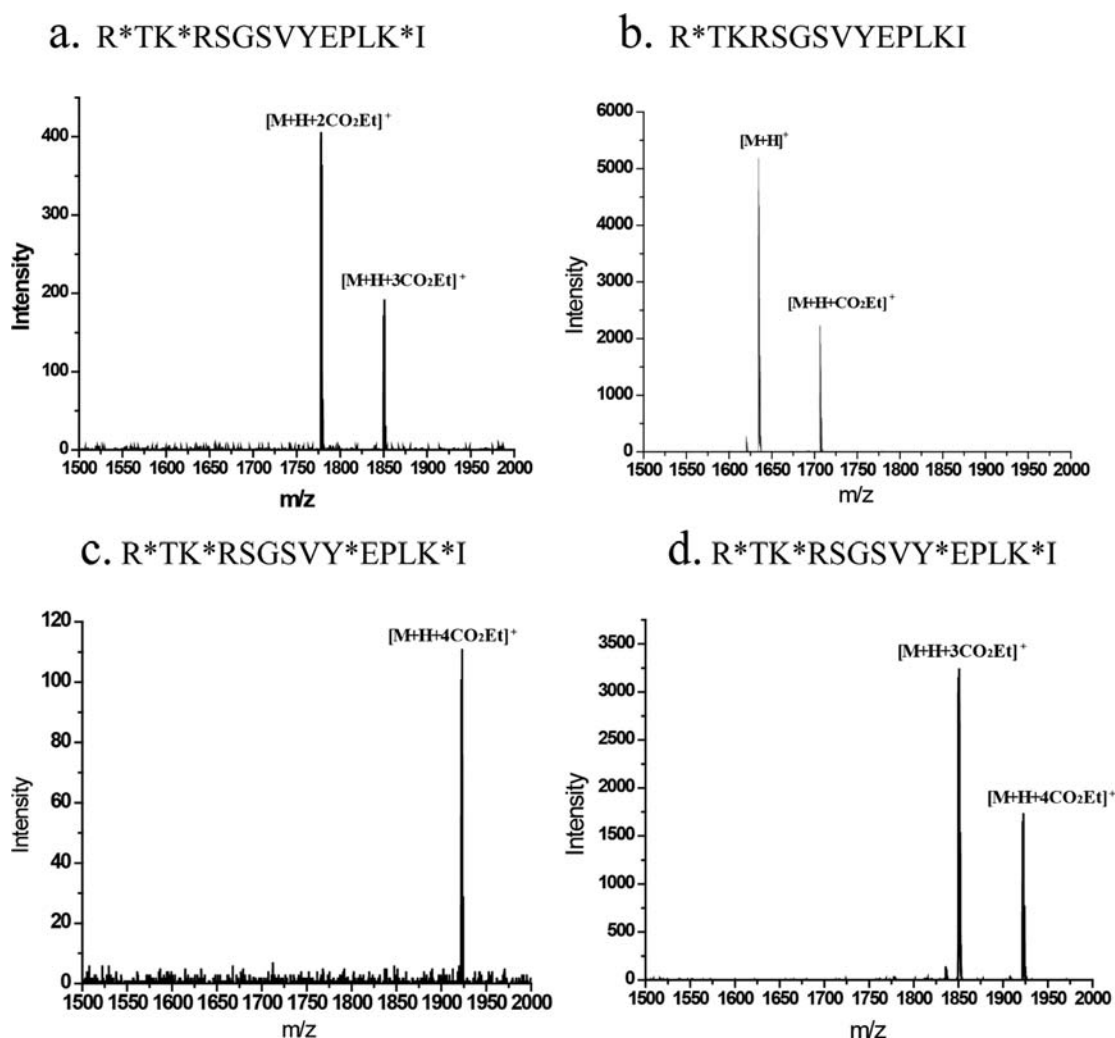 a. R*TK*RSGSVYEPLK*I
400
300
200
100
0
Intensity
[M+H+2CO₂Et]⁺
[M+H+3CO₂Et]⁺
1500 1550 1600 1650 1700 1750 1800 1850 1900 1950 2000
m/z
b. R*TKRSGSVYEPLKI
6000
5000
4000
3000
2000
1000
0
Intensity
[M+H]⁺
[M+H+CO₂Et]⁺
1500 1550 1600 1650 1700 1750 1800 1850 1900 1950 2000
m/z
c. R*TK*RSGSVY*EPLK*I
120
100
80
60
40
20
0
Intensity
[M+H+4CO₂Et]⁺
1500 1550 1600 1650 1700 1750 1800 1850 1900 1950 2000
m/z
d. R*TK*RSGSVY*EPLK*I
3500
3000
2500
2000
1500
1000
500
0
Intensity
[M+H+3CO₂Et]⁺
[M+H+4CO₂Et]⁺
1500 1550 1600 1650 1700 1750 1800 1850 1900 1950 2000
m/z